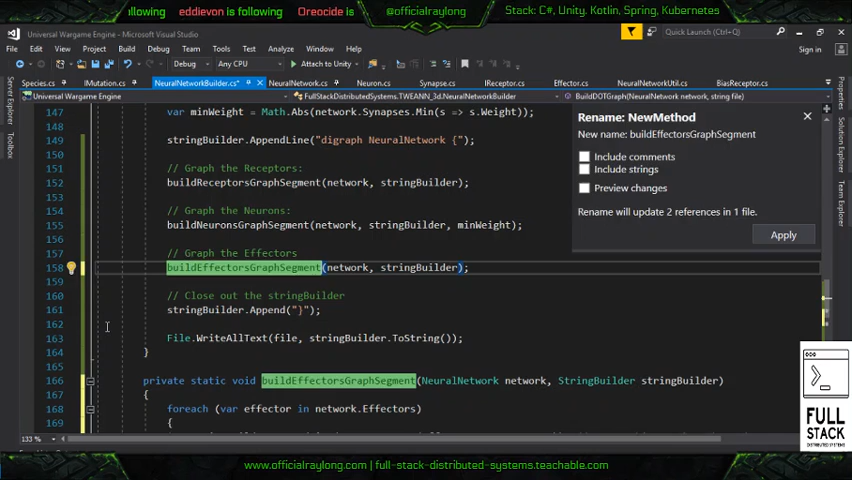 ıllowing eddievon is following Oreocide is following @officialraylong Stack: C#, Unity, Kotlin, Spring, Kubernetes
Universal Wargame Engine - Microsoft Visual Studio
Quick Launch (Ctrl+Q)
File Edit View Project Build Debug Team Tools Test Analyze Window Help
Sign in
Debug Any CPU Attach to Unity
Species.cs IMutation.cs NeuralNetworkBuilder.cs* NeuralNetwork.cs Neuron.cs Synapse.cs IReceptor.cs Effector.cs NeuralNetworkUtil.cs BiasReceptor.cs
Universal Wargame Engine FullStackDistributedSystems.TWEANN_3d.NeuralNetworkBuilder BuildDOTGraph(NeuralNetwork network, string file)
Server Explorer
Toolbox
Solution Explorer
Team Explorer
147 var minWeight = Math.Abs(network.Synapses.Min(s => s.Weight));
148
149 stringBuilder.AppendLine("digraph NeuralNetwork {");
150
151 // Graph the Receptors:
152 buildReceptorsGraphSegment(network, stringBuilder);
153
154 // Graph the Neurons:
155 buildNeuronsGraphSegment(network, stringBuilder, minWeight);
156
157 // Graph the Effectors
158 buildEffectorsGraphSegment(network, stringBuilder);
159
160 // Close out the stringBuilder
161 stringBuilder.Append("}");
162
163 File.WriteAllText(file, stringBuilder.ToString());
164 }
165
166 private static void buildEffectorsGraphSegment(NeuralNetwork network, StringBuilder stringBuilder)
167 {
168 foreach (var effector in network.Effectors)
169 {
Rename: NewMethod
New name: buildEffectorsGraphSegment
Include comments
Include strings
Preview changes
Rename will update 2 references in 1 file.
Apply
133 %
FULL
STACK
www.officialraylong.com | full-stack-distributed-systems.teachable.com